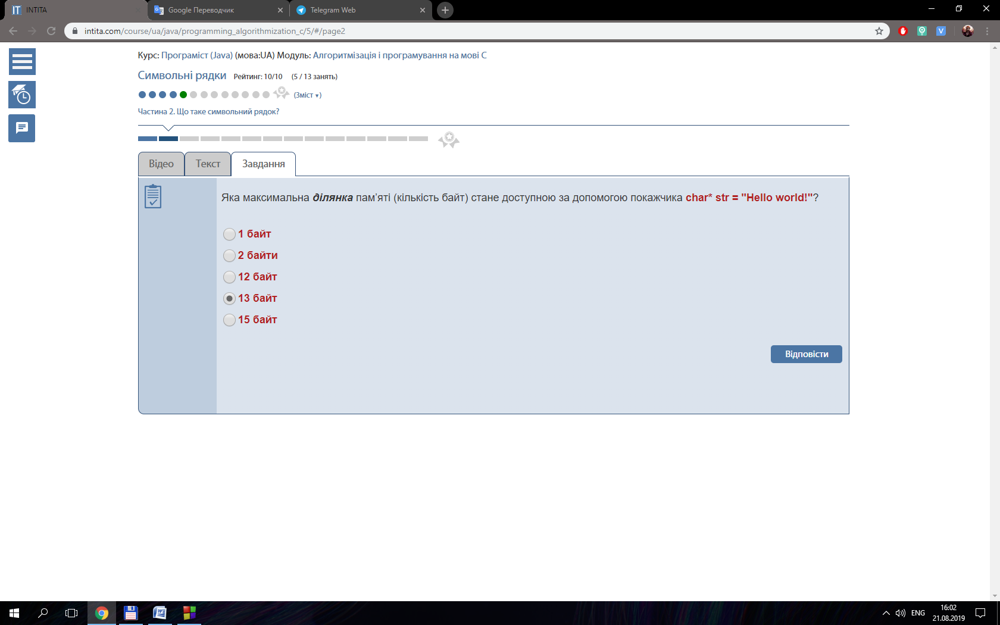 INTITA
Google Переводчик
Telegram Web
intita.com/course/ua/java/programming_algorithmization_c/5/#/page2
Курс: Програміст (Java) (мова:UA) Модуль: Алгоритмізація і програмування на мові С
Символьні рядки Рейтинг: 10/10 (5 / 13 занять)
(Зміст ▾)
Частина 2. Що таке символьний рядок?
Відео Текст Завдання
Яка максимальна ділянка пам'яті (кількість байт) стане доступною за допомогою покажчика char* str = "Hello world!"?
1 байт
2 байти
12 байт
13 байт
15 байт
Відповісти
ENG
16:02
21.08.2019